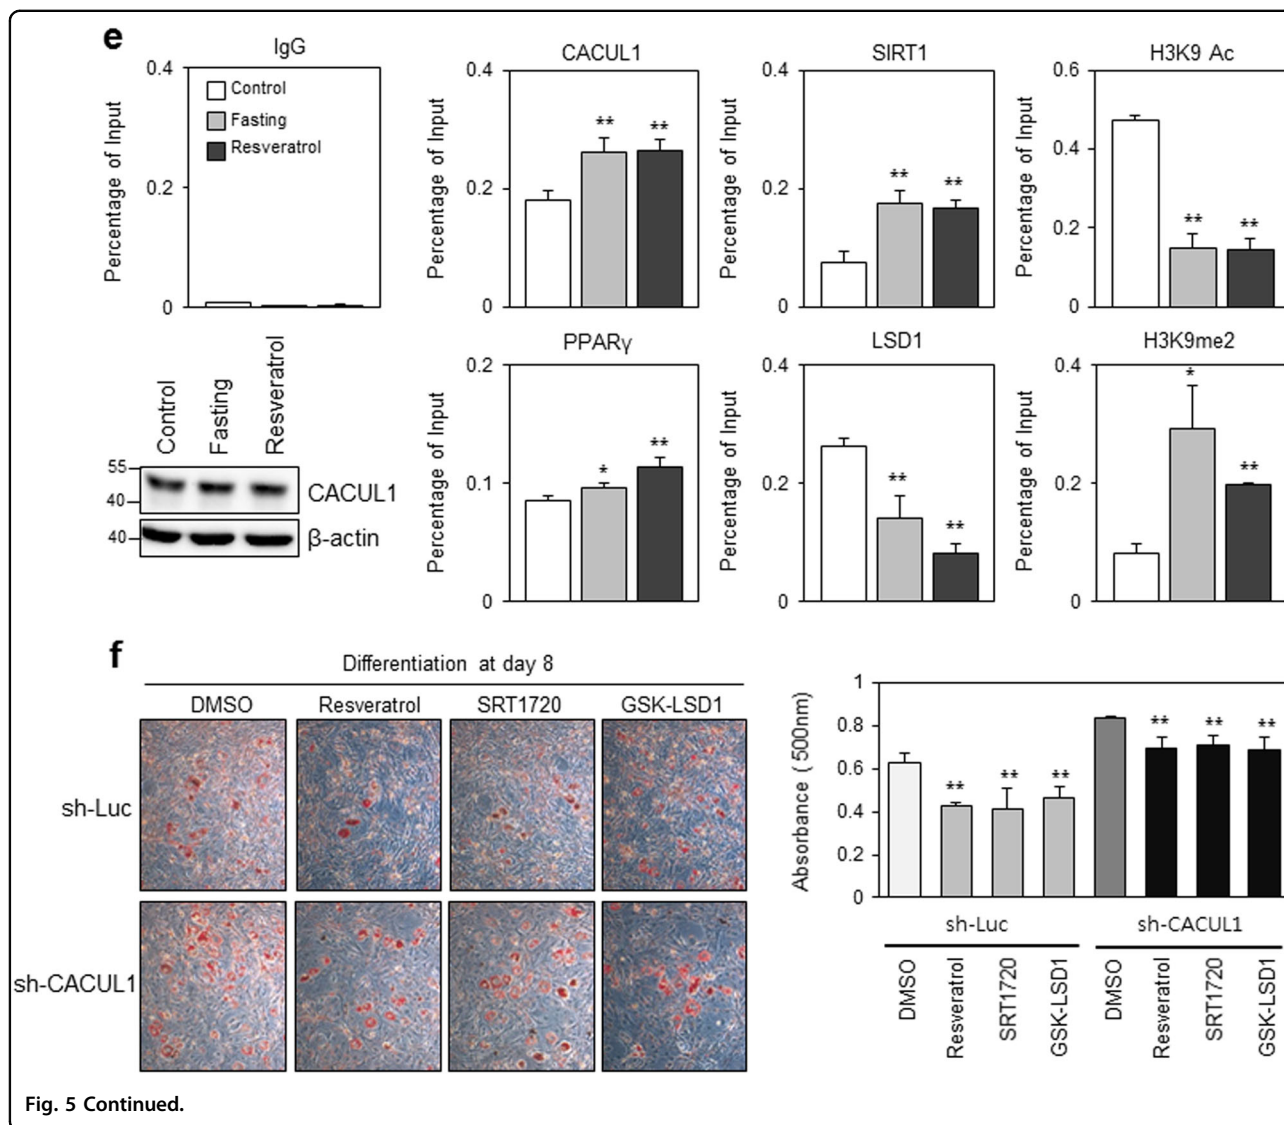 e
IgG
Percentage of Input
0.4
0.2
0
Control
Fasting
Resveratrol
CACUL1
Percentage of Input
0.4
0.2
0
** **
SIRT1
Percentage of Input
0.4
0.2
0
** **
H3K9 Ac
Percentage of Input
0.6
0.4
0.2
0
** **
Control
Fasting
Resveratrol
55
40
CACUL1
40
β-actin
PPARγ
Percentage of Input
0.2
0.1
0
* **
LSD1
Percentage of Input
0.4
0.2
0
** **
H3K9me2
Percentage of Input
0.4
0.2
0
* **
f
Differentiation at day 8
DMSO Resveratrol SRT1720 GSK-LSD1
sh-Luc
sh-CACUL1
Absorbance ( 500nm)
1
0.8
0.6
0.4
0.2
0
** ** ** ** ** **
sh-Luc sh-CACUL1
DMSO
Resveratrol
SRT1720
GSK-LSD1
DMSO
Resveratrol
SRT1720
GSK-LSD1
Fig. 5 Continued.